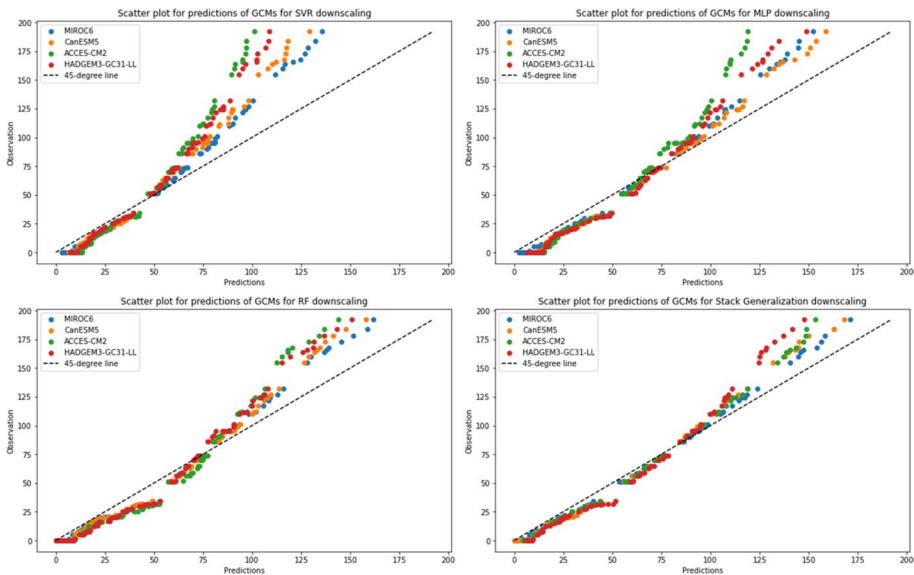 Scatter plot for predictions of GCMs for SVR downscaling
200
175
150
125
100
75
50
25
0
Observation
MIROC6
CanESM5
ACCES-CM2
HADGEM3-GC31-LL
45-degree line
0 25 50 75 100 125 150 175 200
Predictions
Scatter plot for predictions of GCMs for MLP downscaling
200
175
150
125
100
75
50
25
0
Observation
MIROC6
CanESM5
ACCES-CM2
HADGEM3-GC31-LL
45-degree line
0 25 50 75 100 125 150 175 200
Predictions
Scatter plot for predictions of GCMs for RF downscaling
200
175
150
125
100
75
50
25
0
Observation
MIROC6
CanESM5
ACCES-CM2
HADGEM3-GC31-LL
45-degree line
0 25 50 75 100 125 150 175 200
Predictions
Scatter plot for predictions of GCMs for Stack Generalization downscaling
200
175
150
125
100
75
50
25
0
Observation
MIROC6
CanESM5
ACCES-CM2
HADGEM3-GC31-LL
45-degree line
0 25 50 75 100 125 150 175 200
Predictions